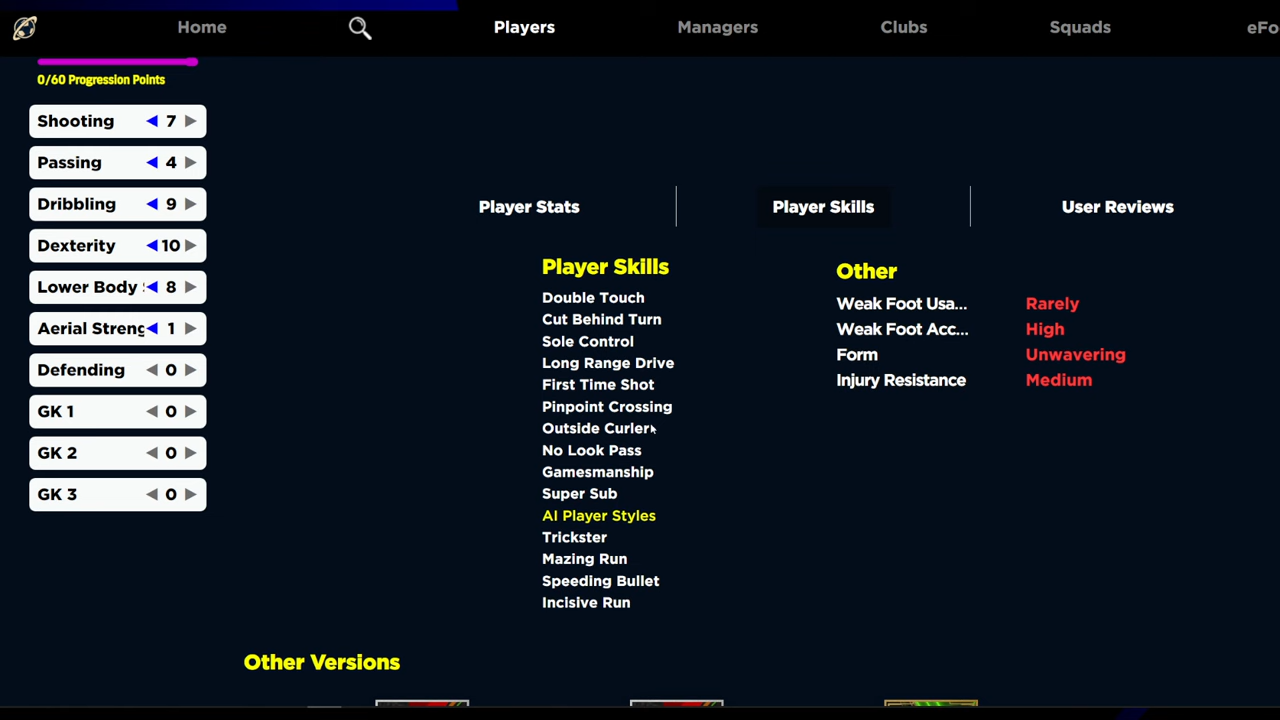 Home
Players
Managers
Clubs
Squads
eFo
0/60 Progression Points
Shooting 7
Passing 4
Dribbling 9
Dexterity 10
Lower Body 8
Aerial Streng 1
Defending 0
GK 1 0
GK 2 0
GK 3 0
Player Stats
Player Skills
User Reviews
Player Skills
Double Touch
Cut Behind Turn
Sole Control
Long Range Drive
First Time Shot
Pinpoint Crossing
Outside Curler
No Look Pass
Gamesmanship
Super Sub
AI Player Styles
Trickster
Mazing Run
Speeding Bullet
Incisive Run
Other
Weak Foot Usa... Rarely
Weak Foot Acc... High
Form Unwavering
Injury Resistance Medium
Other Versions